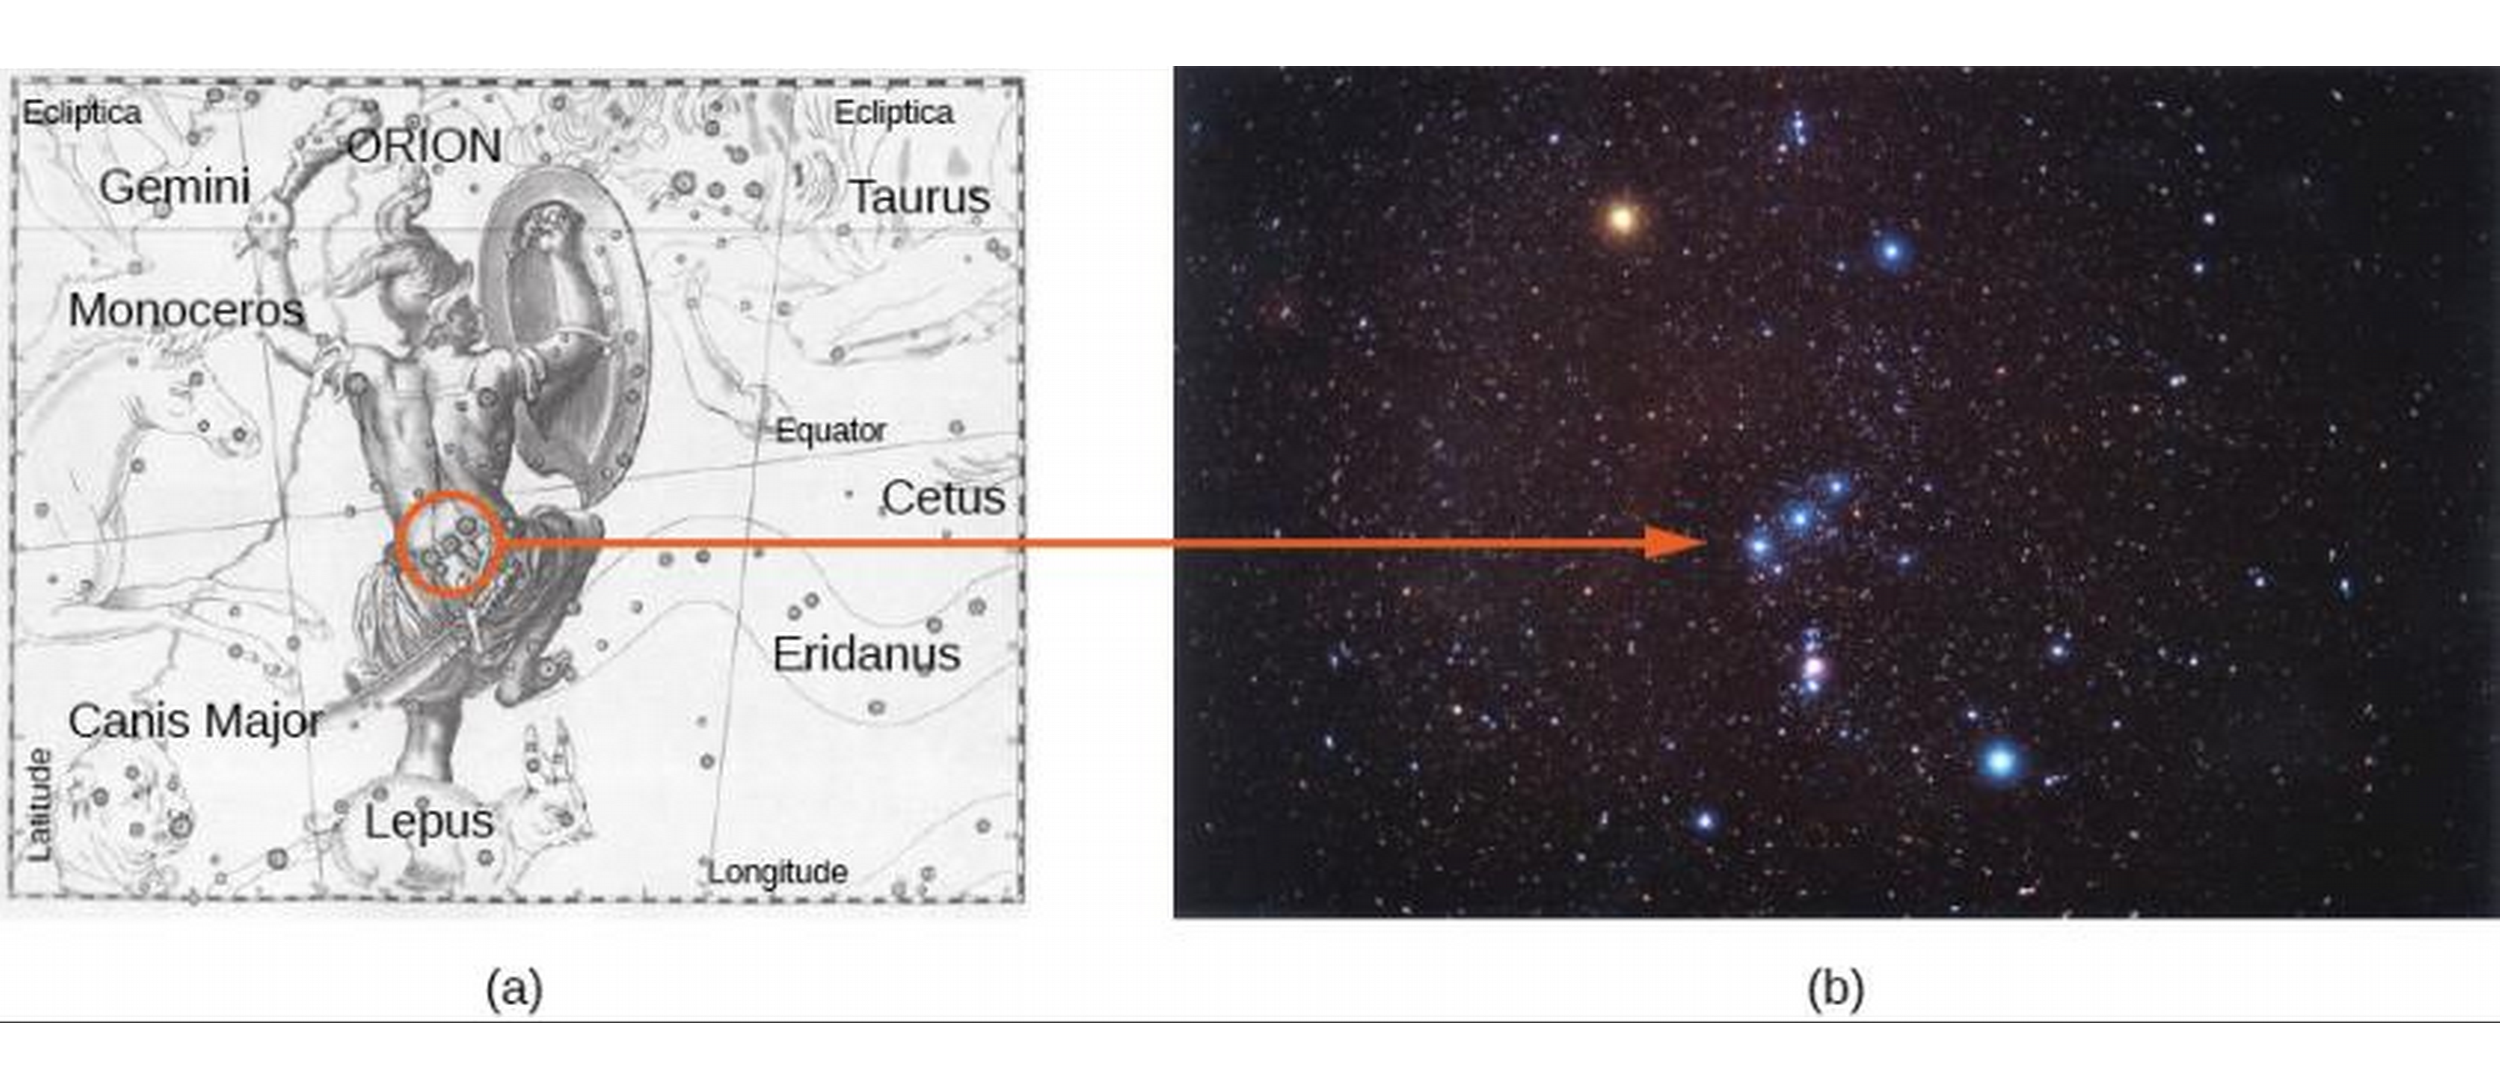 Ecliptica
Ecliptica
ORION
Gemini
Taurus
Monoceros
Equator
Cetus
Eridanus
Canis Major
Latitude
Lepus
Longitude
(a)
(b)